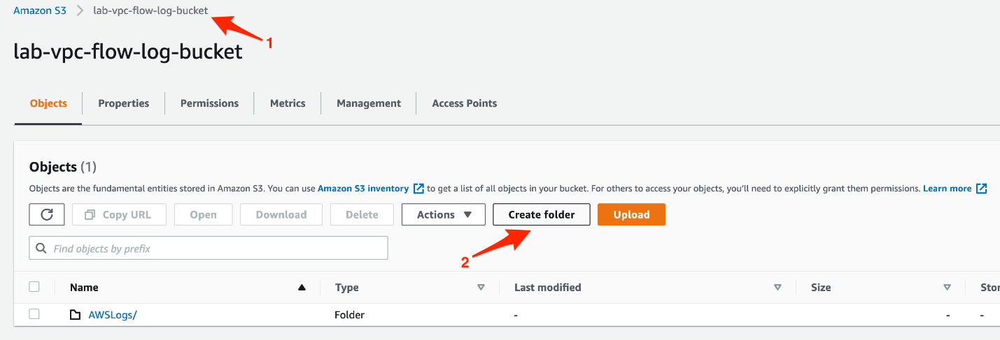 Amazon S3 > lab-vpc-flow-log-bucket
1
lab-vpc-flow-log-bucket
Objects Properties Permissions Metrics Management Access Points
Objects (1)
Objects are the fundamental entities stored in Amazon S3. You can use Amazon S3 inventory to get a list of all objects in your bucket. For others to access your objects, you'll need to explicitly grant them permissions. Learn more
Copy URL Open Download Delete Actions Create folder Upload
Find objects by prefix
2
Name Type Last modified Size
AWSLogs/ Folder - - -